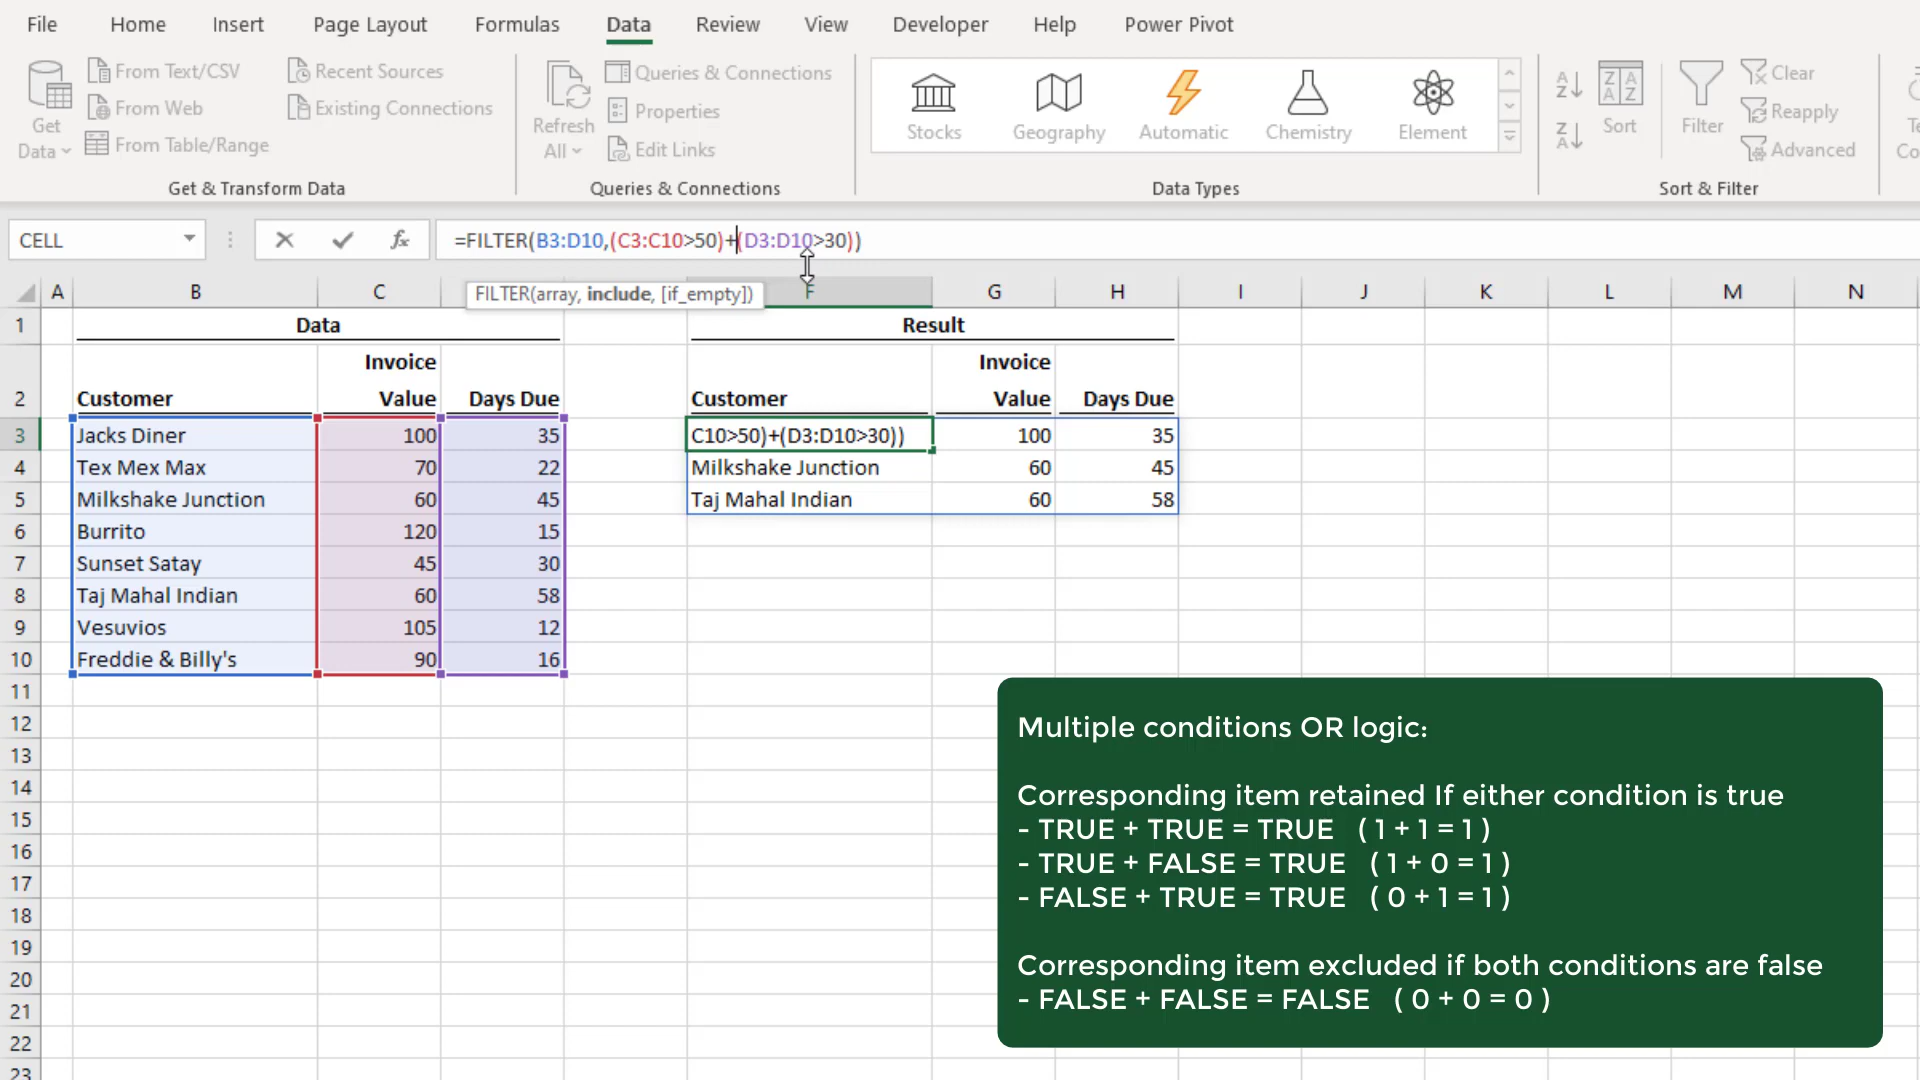 File Home Insert Page Layout Formulas Data Review View Developer Help Power Pivot
Get Data
From Text/CSV
From Web
From Table/Range
Recent Sources
Existing Connections
Get & Transform Data
Refresh All
Queries & Connections
Properties
Edit Links
Queries & Connections
Stocks Geography Automatic Chemistry Element
Data Types
Sort
Filter
Clear
Reapply
Advanced
Sort & Filter
CELL fx =FILTER(B3:D10,(C3:C10>50)+(D3:D10>30))
FILTER(array, include, [if_empty])
A B C F G H I J K L M N
1 Data Result
Invoice Invoice
2 Customer Value Days Due Customer Value Days Due
3 Jacks Diner 100 35 C10>50)+(D3:D10>30)) 100 35
4 Tex Mex Max 70 22 Milkshake Junction 60 45
5 Milkshake Junction 60 45 Taj Mahal Indian 60 58
6 Burrito 120 15
7 Sunset Satay 45 30
8 Taj Mahal Indian 60 58
9 Vesuvios 105 12
10 Freddie & Billy's 90 16
11
12
13
14
15
16
17
18
19
20
21
22
23
Multiple conditions OR logic:
Corresponding item retained If either condition is true
- TRUE + TRUE = TRUE ( 1 + 1 = 1 )
- TRUE + FALSE = TRUE ( 1 + 0 = 1 )
- FALSE + TRUE = TRUE ( 0 + 1 = 1 )
Corresponding item excluded if both conditions are false
- FALSE + FALSE = FALSE ( 0 + 0 = 0 )